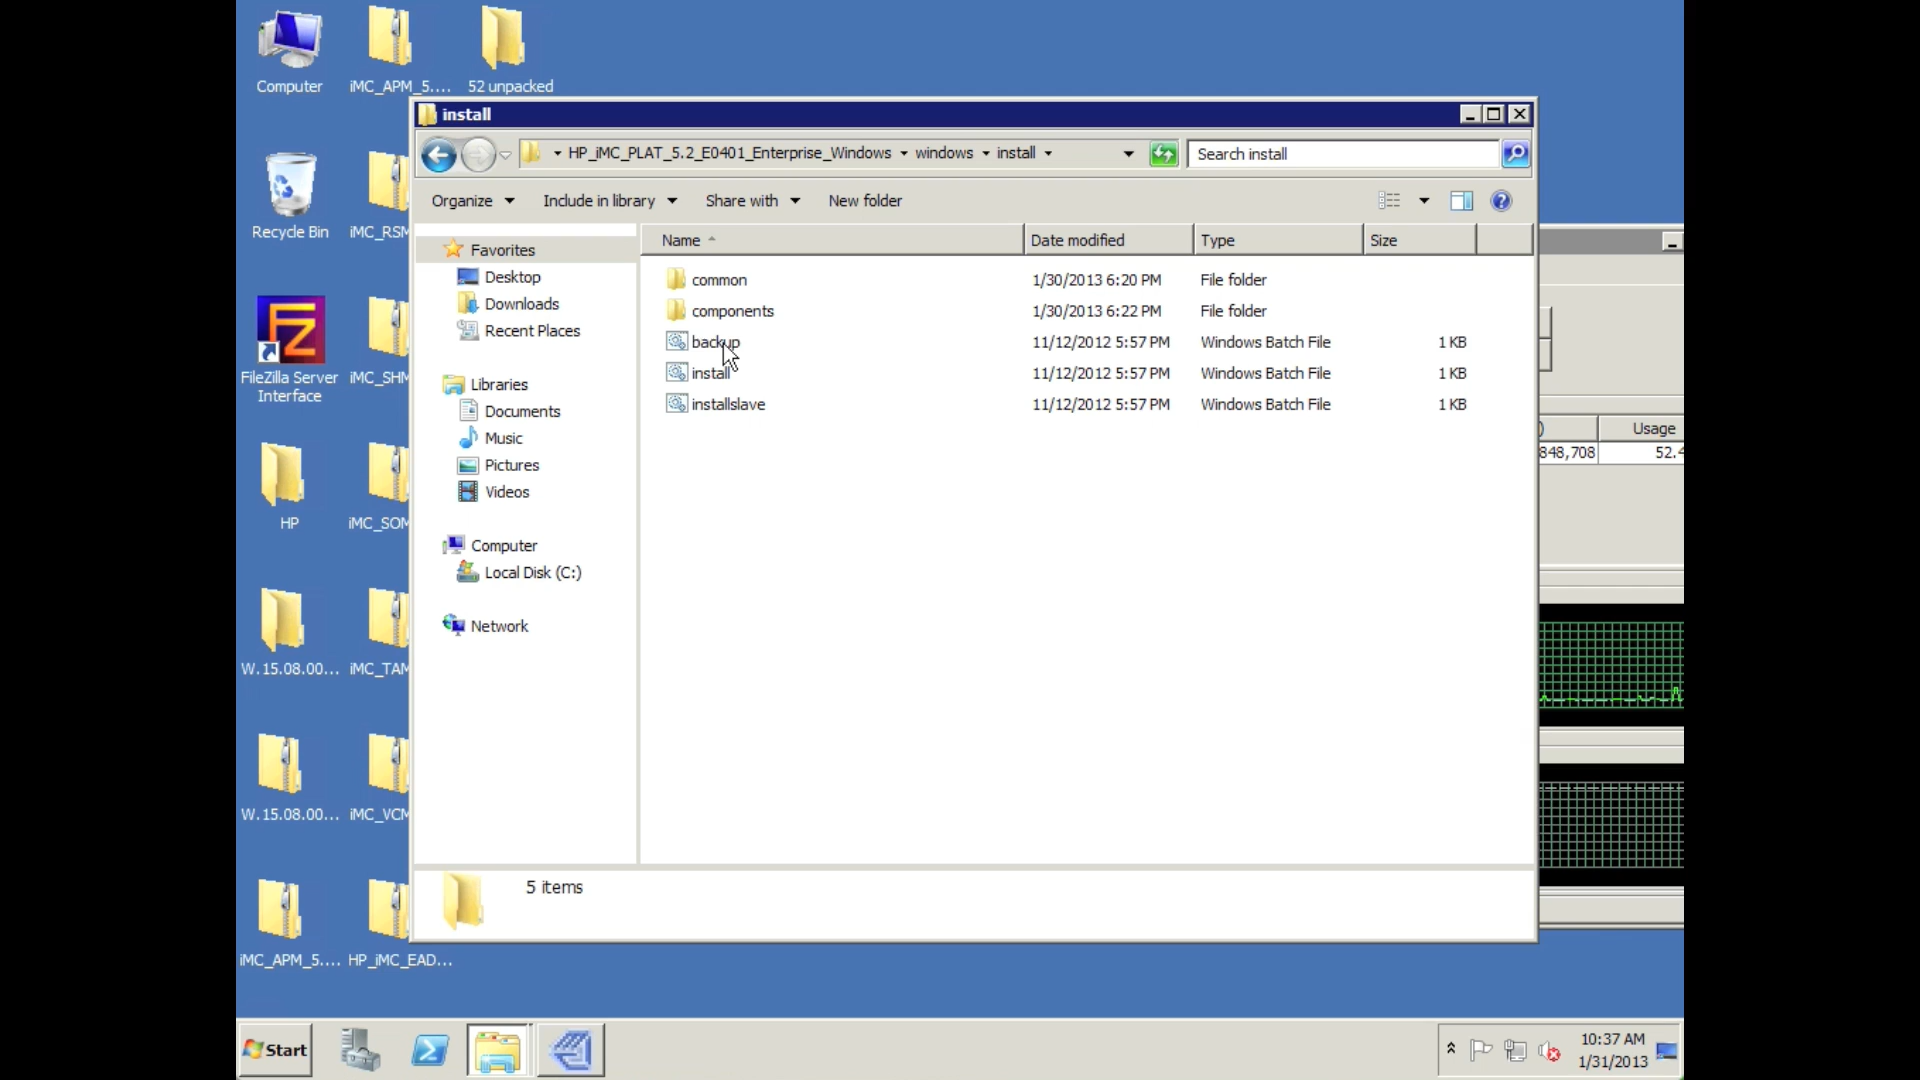 Computer
iMC_APM_5....
52 unpacked
install
HP_iMC_PLAT_5.2_E0401_Enterprise_Windows
windows
install
Search install
Organize
Include in library
Share with
New folder
Name
Date modified
Type
Size
Favorites
Desktop
Downloads
Recent Places
Libraries
Documents
Music
Pictures
Videos
Computer
Local Disk (C:)
Network
common 1/30/2013 6:20 PM File folder
components 1/30/2013 6:22 PM File folder
backup 11/12/2012 5:57 PM Windows Batch File 1 KB
install 11/12/2012 5:57 PM Windows Batch File 1 KB
installslave 11/12/2012 5:57 PM Windows Batch File 1 KB
5 items
Recycle Bin
iMC_RSM
FileZilla Server
Interface
iMC_SHM
HP
iMC_SOM
W.15.08.00...
iMC_TAM
W.15.08.00...
iMC_VCM
iMC_APM_5....
HP_iMC_EAD...
Usage
848,708
52.4
Start
10:37 AM
1/31/2013